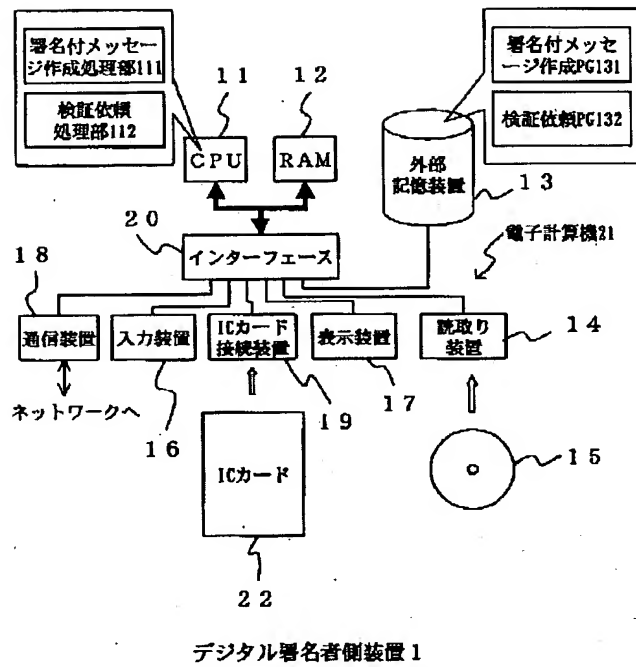 署名付メッセー
ジ作成処理部111
検証依頼
処理部112
11
12
CPU
RAM
署名付メッセ
ージ作成PG131
検証依頼PG132
外部
記憶装置
13
20
インターフェース
電子計算機21
18
通信装置
入力装置
ICカード
接続装置
表示装置
読取り
装置
14
ネットワークへ
16
19
17
ICカード
15
22
デジタル署名者側装置1